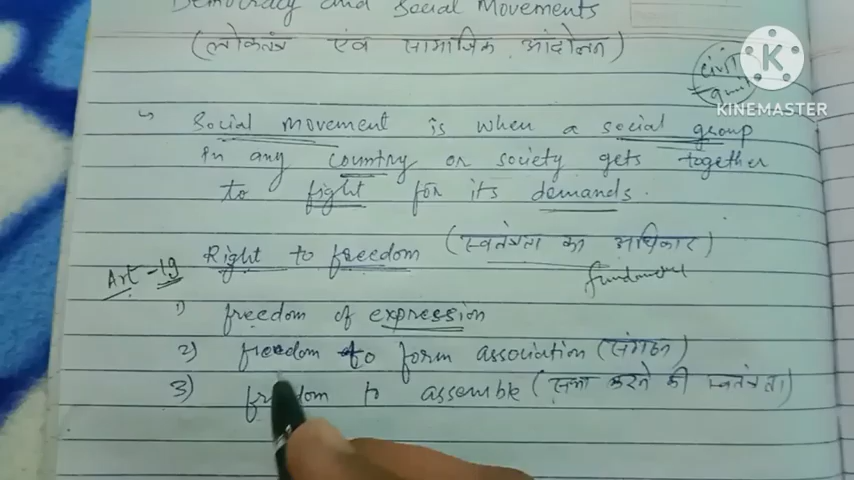 Democracy and Social Movements
(लोकतंत्र एवं सामाजिक आंदोलन)
civil
KINEMASTER
↳ Social movement is when a social group
in any country or society gets together
to fight for its demands.
Right to freedom (स्वतंत्रता का अधिकार)
Art-19
1) freedom of expression
2) freedom to form association (संगठन)
3) freedom to assemble (सभा करने की स्वतंत्रता)